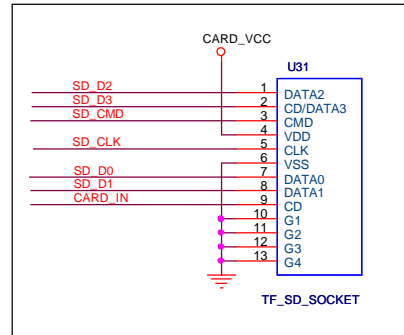 CARD_VCC
U31
SD_D2 1 DATA2
SD_D3 2 CD/DATA3
SD_CMD 3 CMD
4 VDD
SD_CLK 5 CLK
6 VSS
SD_D0 7 DATA0
SD_D1 8 DATA1
CARD_IN 9 CD
10 G1
11 G2
12 G3
13 G4
TF_SD_SOCKET